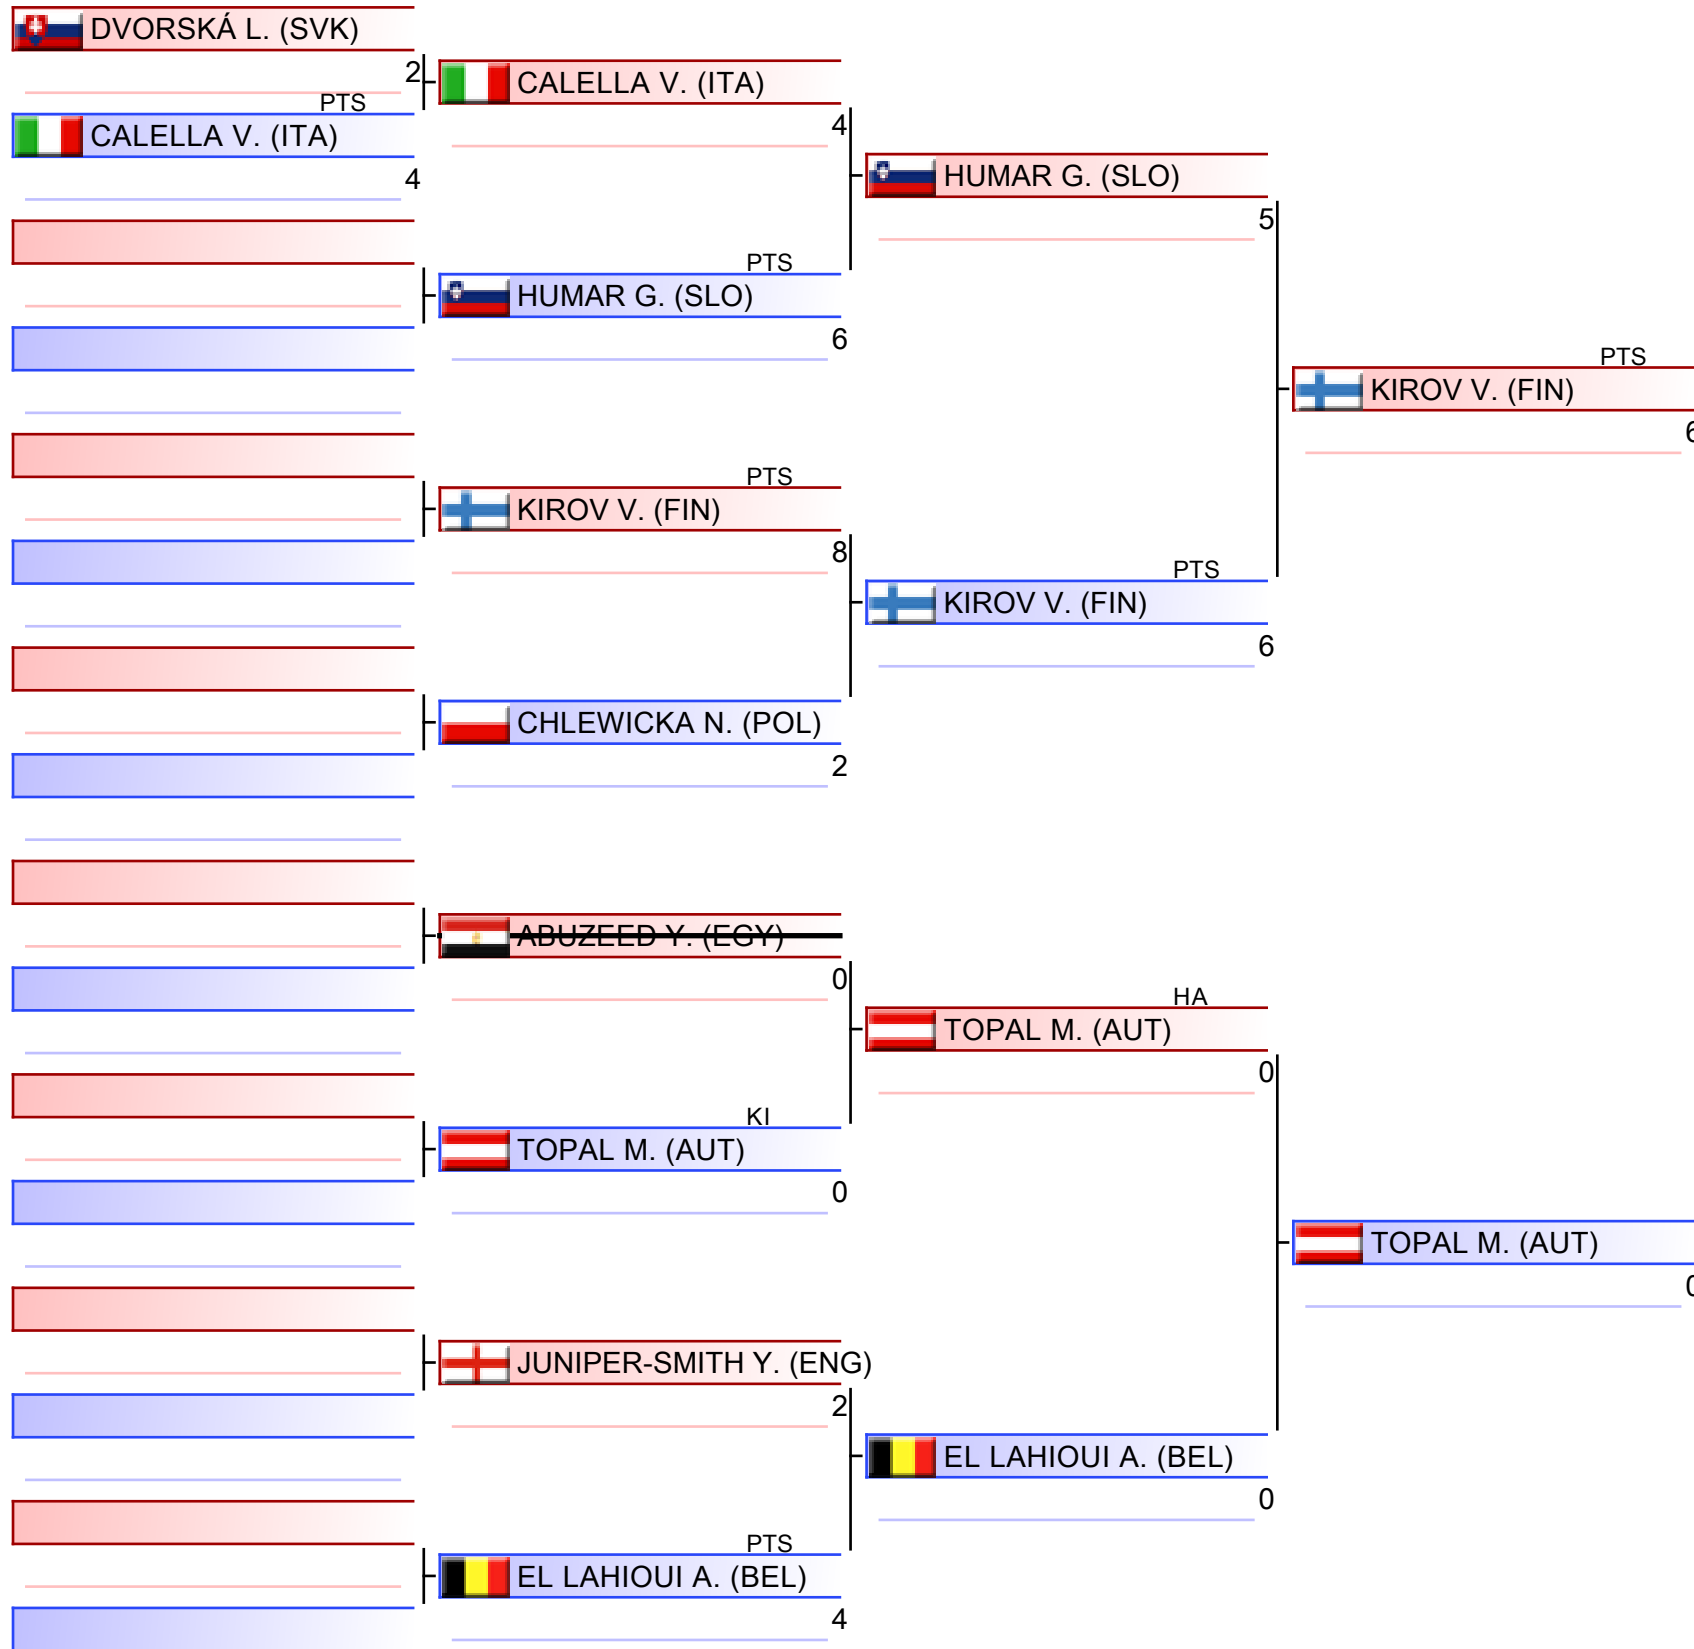 DVORSKÁ L. (SVK)
2
PTS
CALELLA V. (ITA)
4
CALELLA V. (ITA)
4
PTS
HUMAR G. (SLO)
6
PTS
KIROV V. (FIN)
8
CHLEWICKA N. (POL)
2
ABUZEED Y. (EGY)
0
KI
TOPAL M. (AUT)
0
JUNIPER-SMITH Y. (ENG)
2
PTS
EL LAHIOUI A. (BEL)
4
HUMAR G. (SLO)
5
PTS
KIROV V. (FIN)
6
HA
TOPAL M. (AUT)
0
EL LAHIOUI A. (BEL)
0
PTS
KIROV V. (FIN)
6
TOPAL M. (AUT)
0